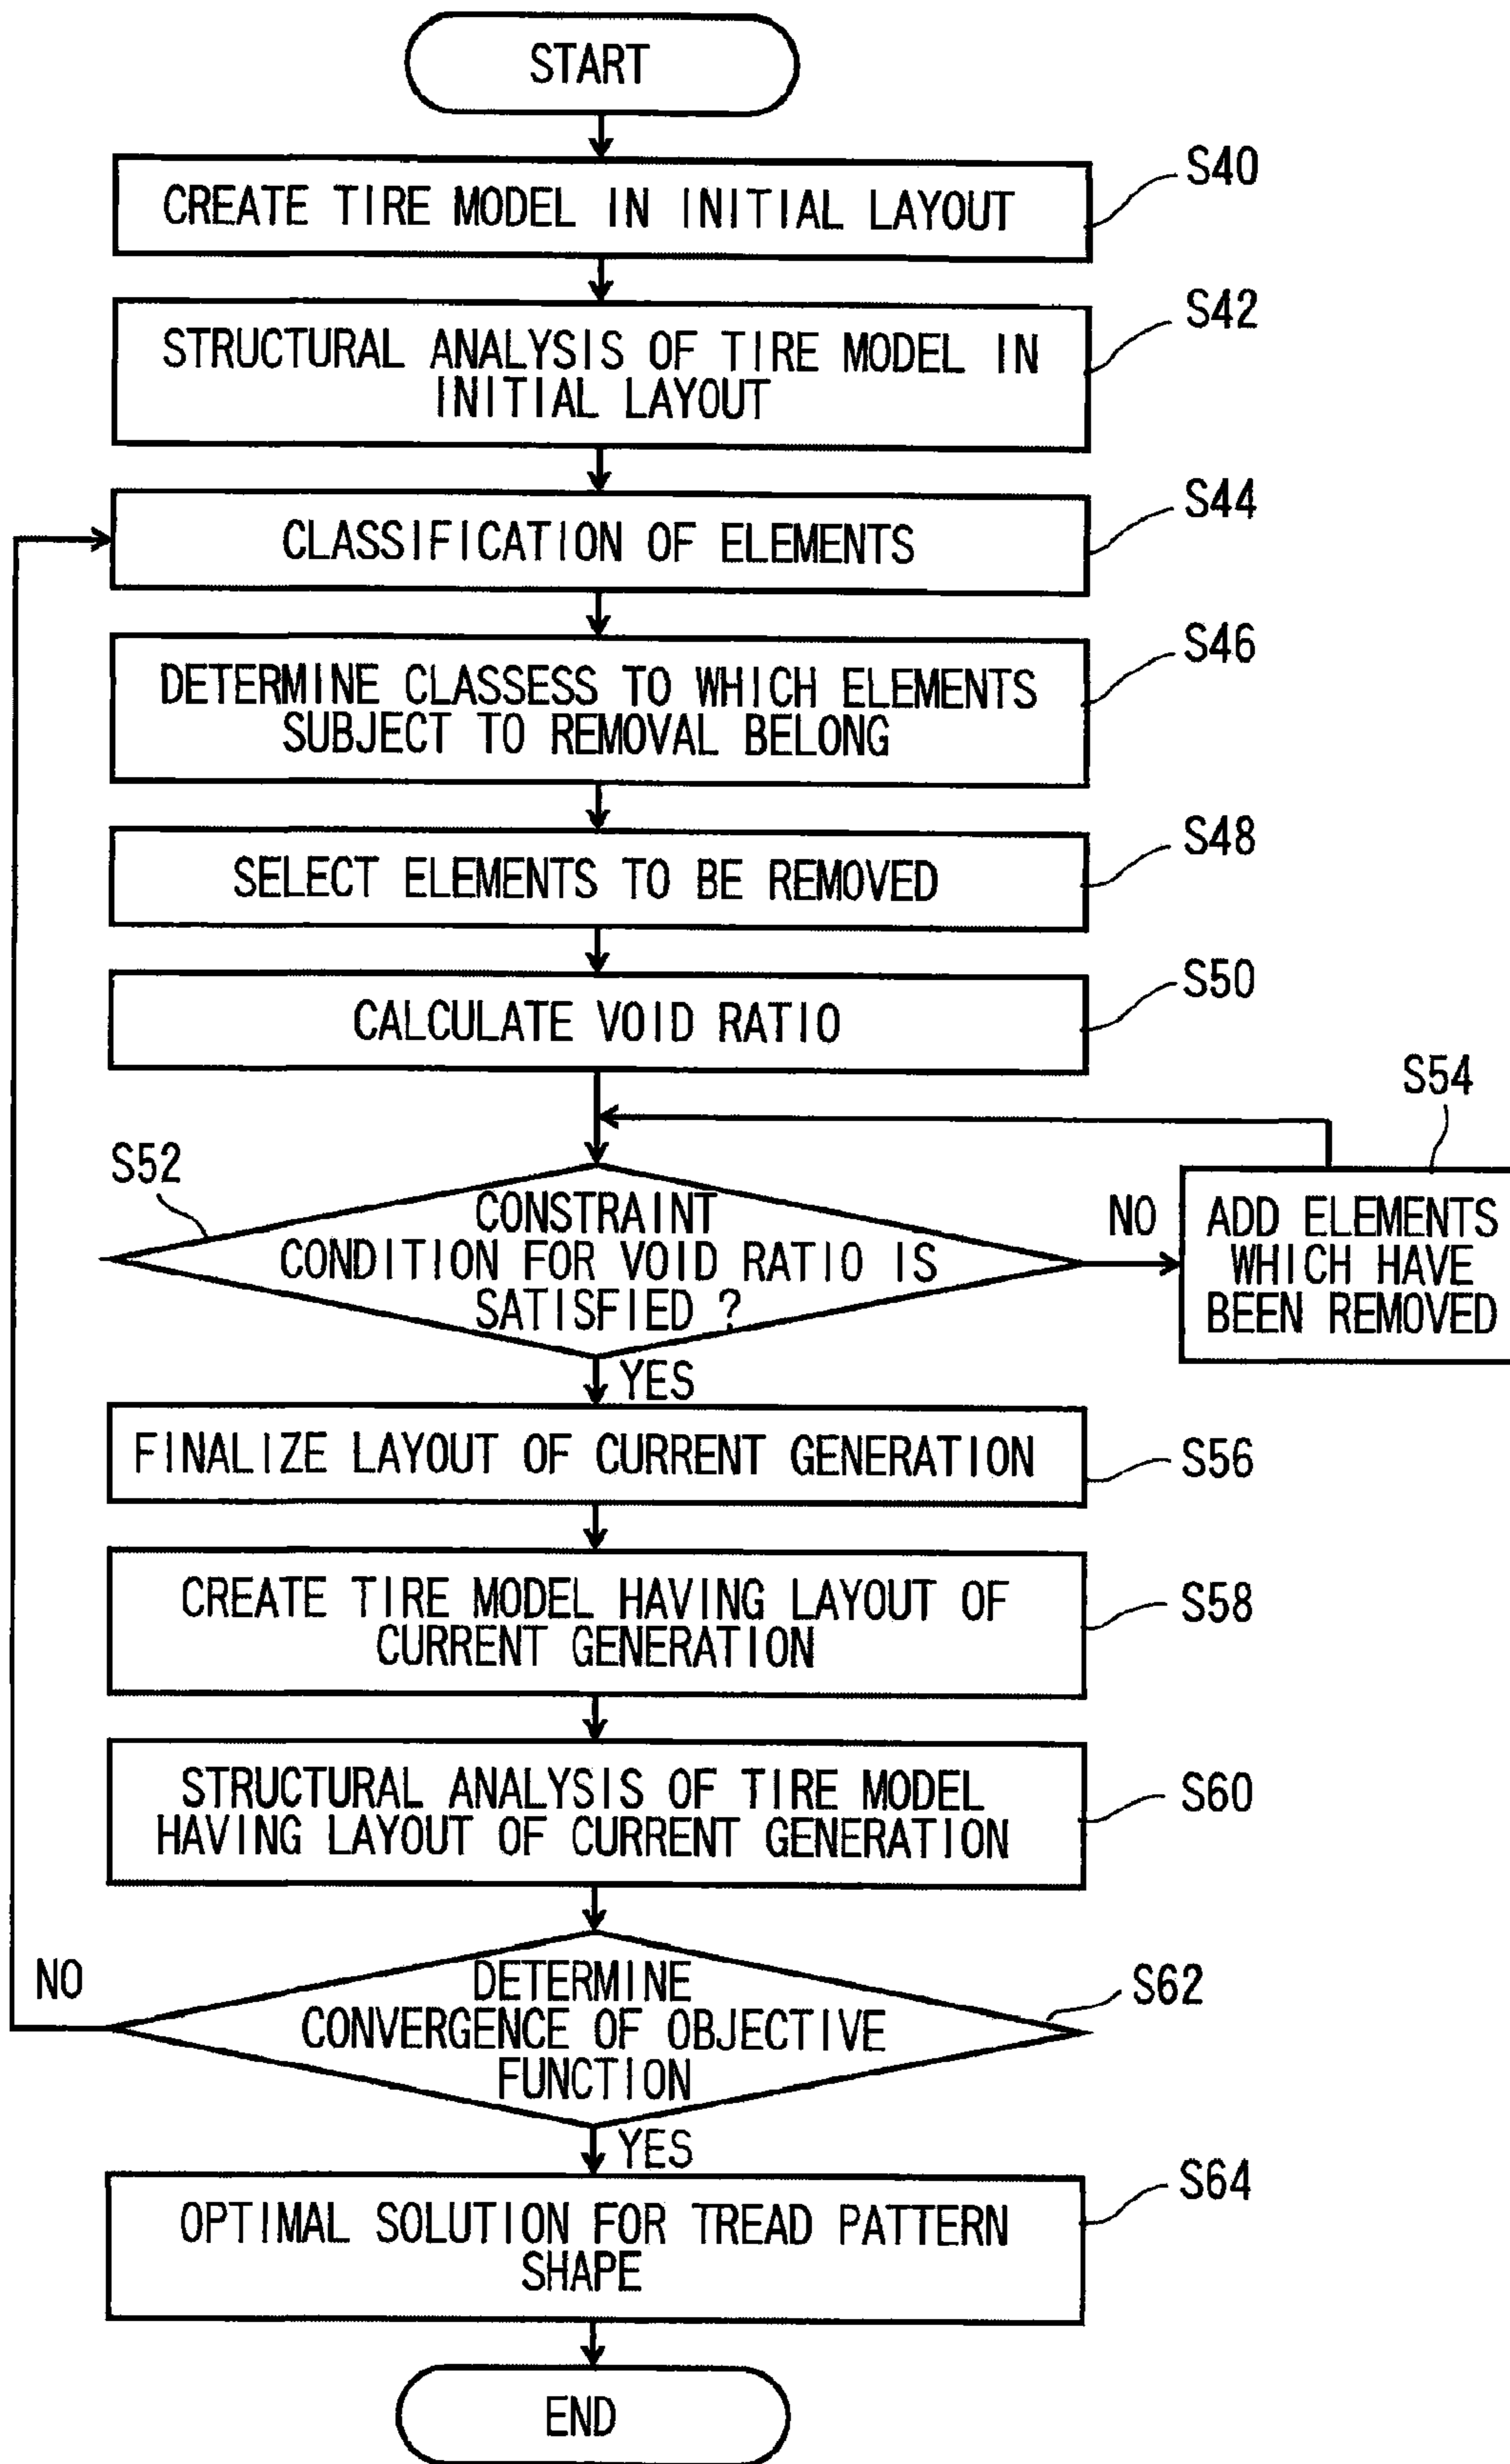 START
CREATE TIRE MODEL IN INITIAL LAYOUT
S40
STRUCTURAL ANALYSIS OF TIRE MODEL IN
INITIAL LAYOUT
S42
CLASSIFICATION OF ELEMENTS
S44
DETERMINE CLASSESS TO WHICH ELEMENTS
SUBJECT TO REMOVAL BELONG
S46
SELECT ELEMENTS TO BE REMOVED
S48
CALCULATE VOID RATIO
S50
S52
CONSTRAINT
CONDITION FOR VOID RATIO IS
SATISFIED ?
NO
S54
ADD ELEMENTS
WHICH HAVE
BEEN REMOVED
YES
FINALIZE LAYOUT OF CURRENT GENERATION
S56
CREATE TIRE MODEL HAVING LAYOUT OF
CURRENT GENERATION
S58
STRUCTURAL ANALYSIS OF TIRE MODEL
HAVING LAYOUT OF CURRENT GENERATION
S60
NO
DETERMINE
CONVERGENCE OF OBJECTIVE
FUNCTION
S62
YES
OPTIMAL SOLUTION FOR TREAD PATTERN
SHAPE
S64
END